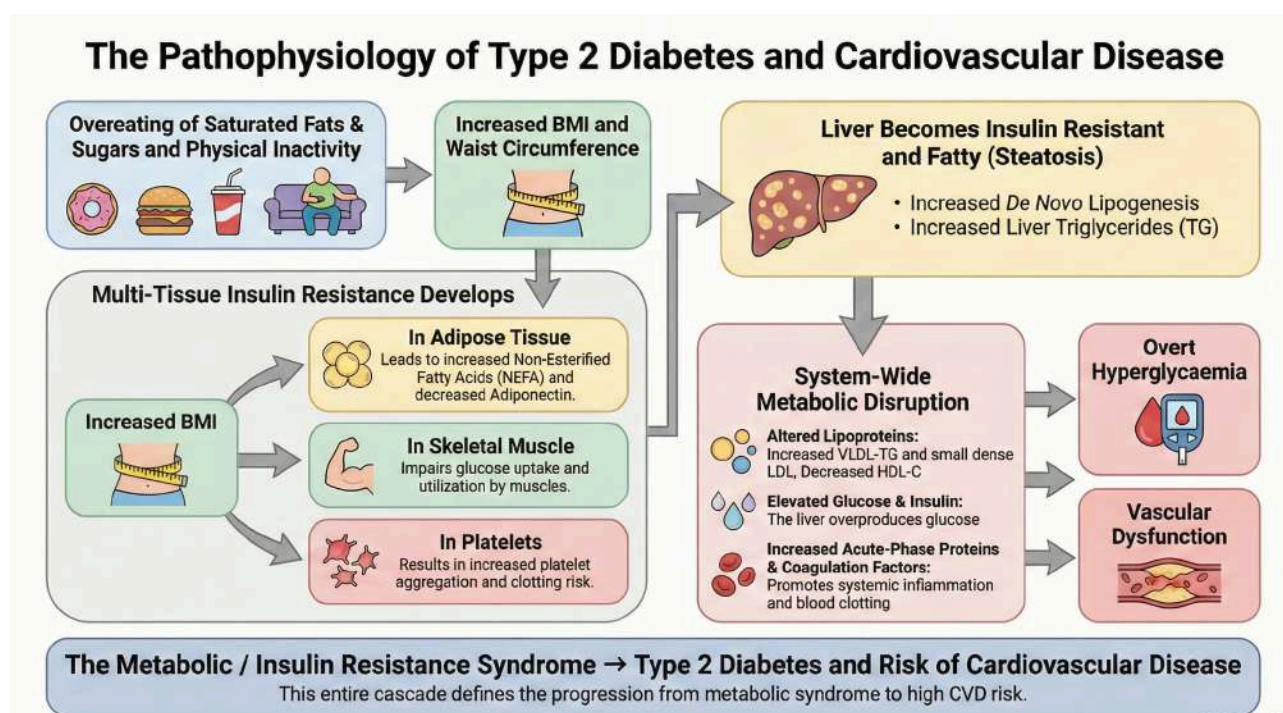 The Pathophysiology of Type 2 Diabetes and Cardiovascular Disease
Overeating of Saturated Fats &
Sugars and Physical Inactivity
Increased BMI and
Waist Circumference
Liver Becomes Insulin Resistant
and Fatty (Steatosis)
• Increased De Novo Lipogenesis
• Increased Liver Triglycerides (TG)
Multi-Tissue Insulin Resistance Develops
Increased BMI
In Adipose Tissue
Leads to increased Non-Esterified
Fatty Acids (NEFA) and
decreased Adiponectin.
In Skeletal Muscle
Impairs glucose uptake and
utilization by muscles.
In Platelets
Results in increased platelet
aggregation and clotting risk.
System-Wide
Metabolic Disruption
Altered Lipoproteins:
Increased VLDL-TG and small dense
LDL, Decreased HDL-C
Elevated Glucose & Insulin:
The liver overproduces glucose
Increased Acute-Phase Proteins
& Coagulation Factors:
Promotes systemic inflammation
and blood clotting
Overt
Hyperglycaemia
Vascular
Dysfunction
The Metabolic / Insulin Resistance Syndrome → Type 2 Diabetes and Risk of Cardiovascular Disease
This entire cascade defines the progression from metabolic syndrome to high CVD risk.